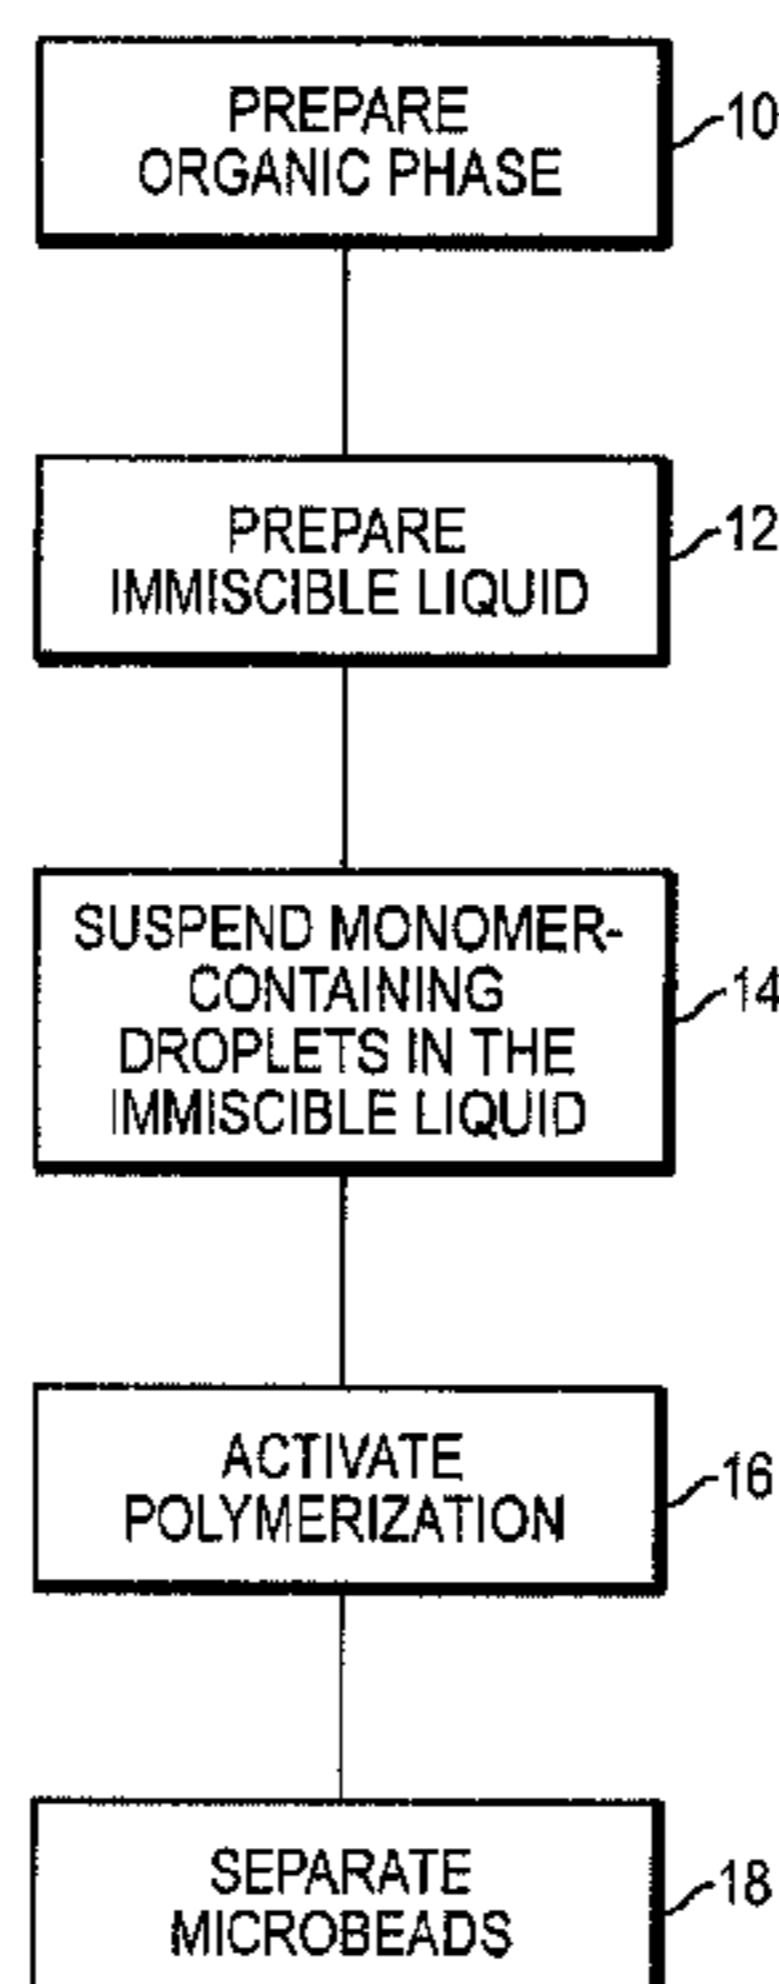 PREPARE
ORGANIC PHASE
10
PREPARE
IMMISCIBLE LIQUID
12
SUSPEND MONOMER-
CONTAINING
DROPLETS IN THE
IMMISCIBLE LIQUID
14
ACTIVATE
POLYMERIZATION
16
SEPARATE
MICROBEADS
18